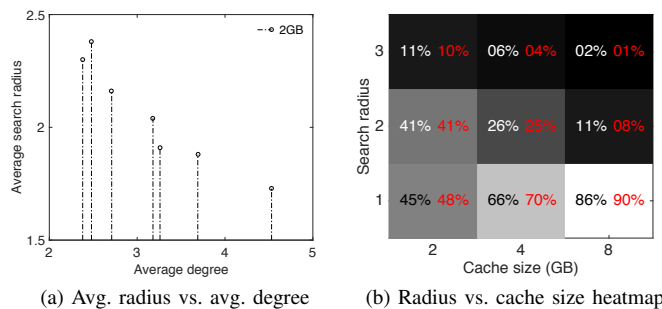 2.5
2
1.5
Average search radius
2GB
2 3 4 5
Average degree
(a) Avg. radius vs. avg. degree
Search radius
3 11% 10% 06% 04% 02% 01%
2 41% 41% 26% 25% 11% 08%
1 45% 48% 66% 70% 86% 90%
2 4 8
Cache size (GB)
(b) Radius vs. cache size heatmap